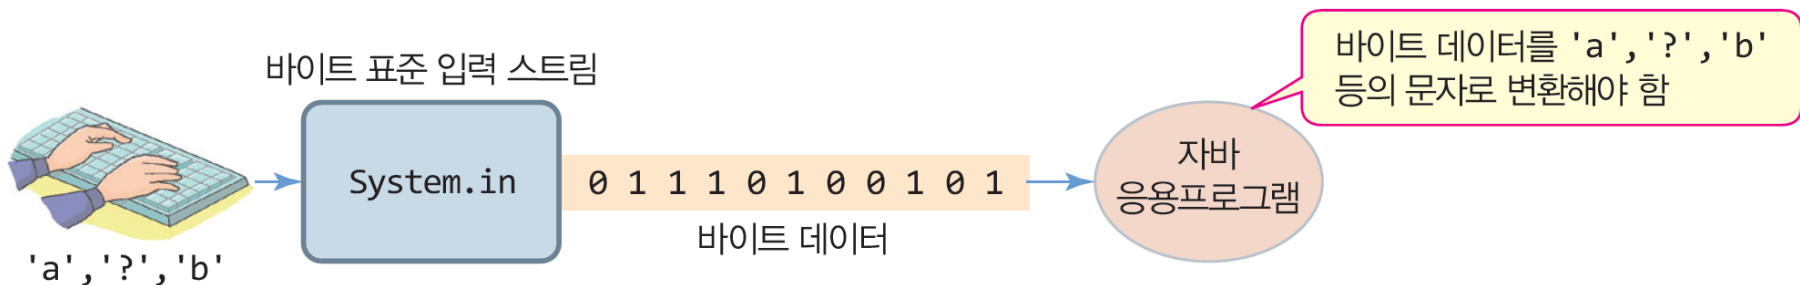 바이트 데이터를 'a','?','b'
등의 문자로 변환해야 함
바이트 표준 입력 스트림
System.in
0 1 1 1 0 1 0 0 1 0 1
자바
응용프로그램
바이트 데이터
'a','?','b'